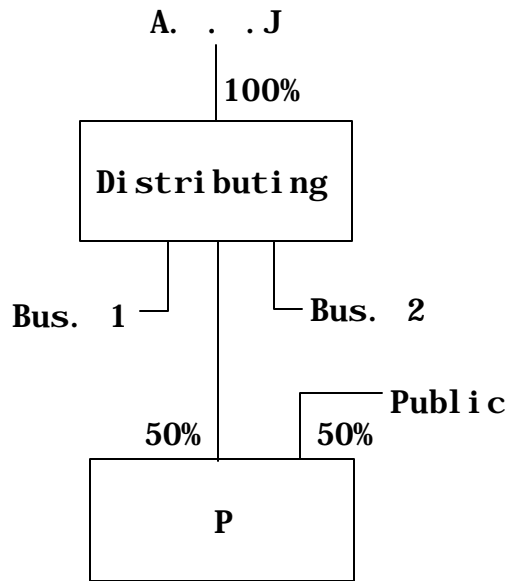 A. . .J
100%
Distributing
Bus. 1
Bus. 2
Public
50%
50%
P